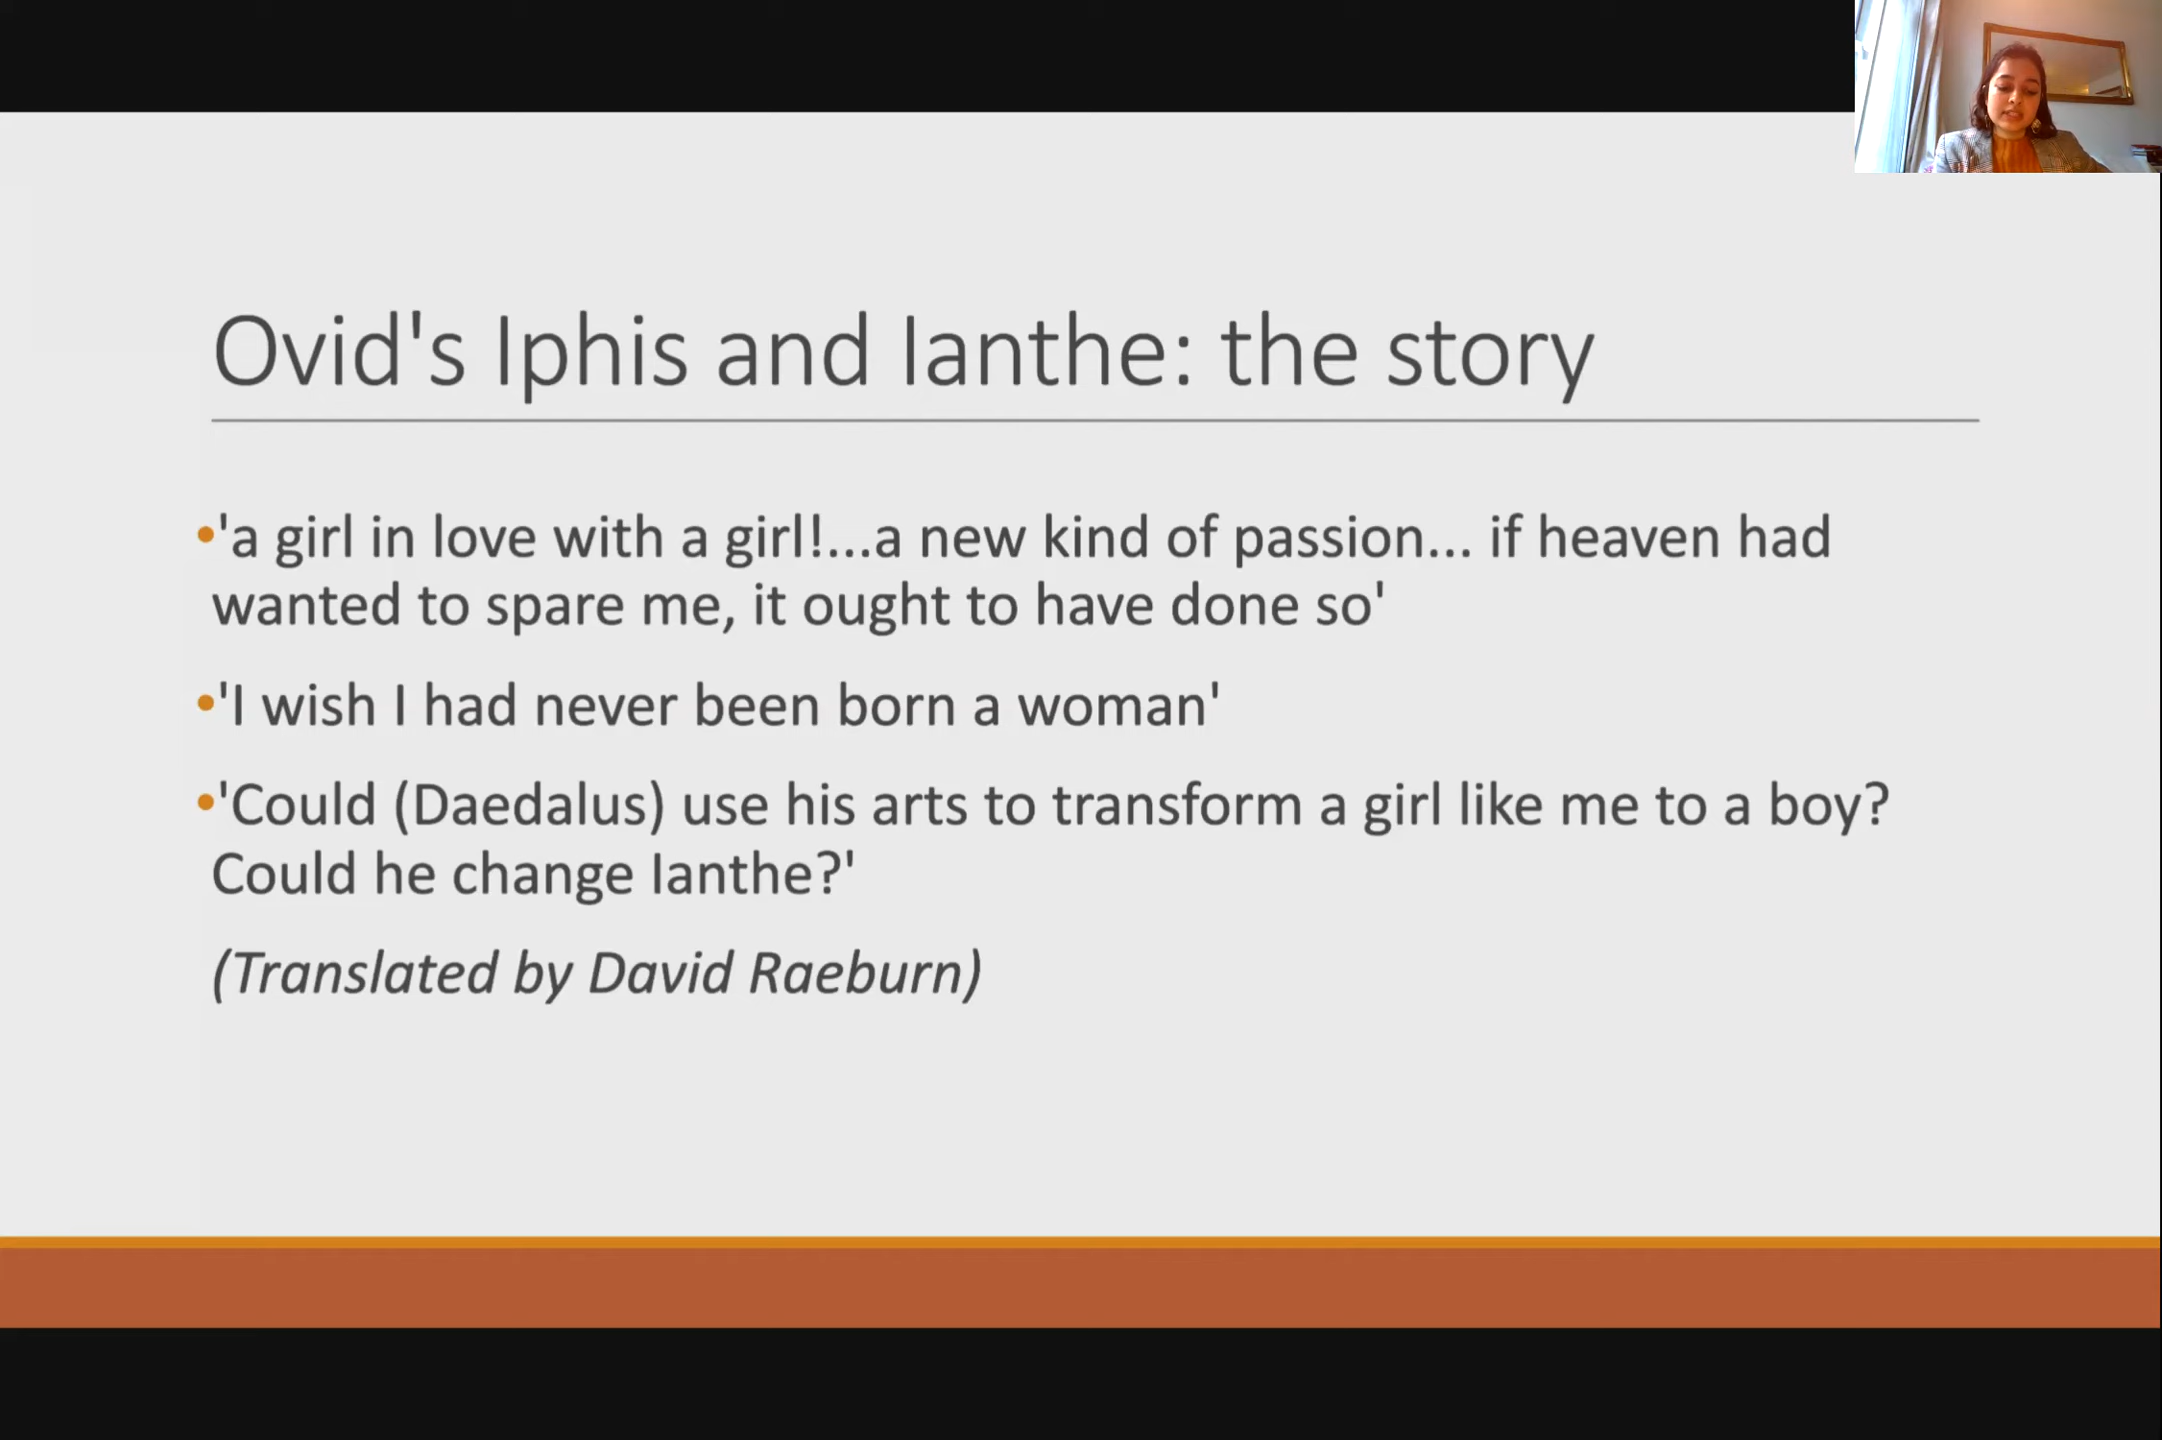 Ovid's Iphis and Ianthe: the story
•'a girl in love with a girl!...a new kind of passion... if heaven had
wanted to spare me, it ought to have done so'
•'I wish I had never been born a woman'
•'Could (Daedalus) use his arts to transform a girl like me to a boy?
Could he change Ianthe?'
(Translated by David Raeburn)